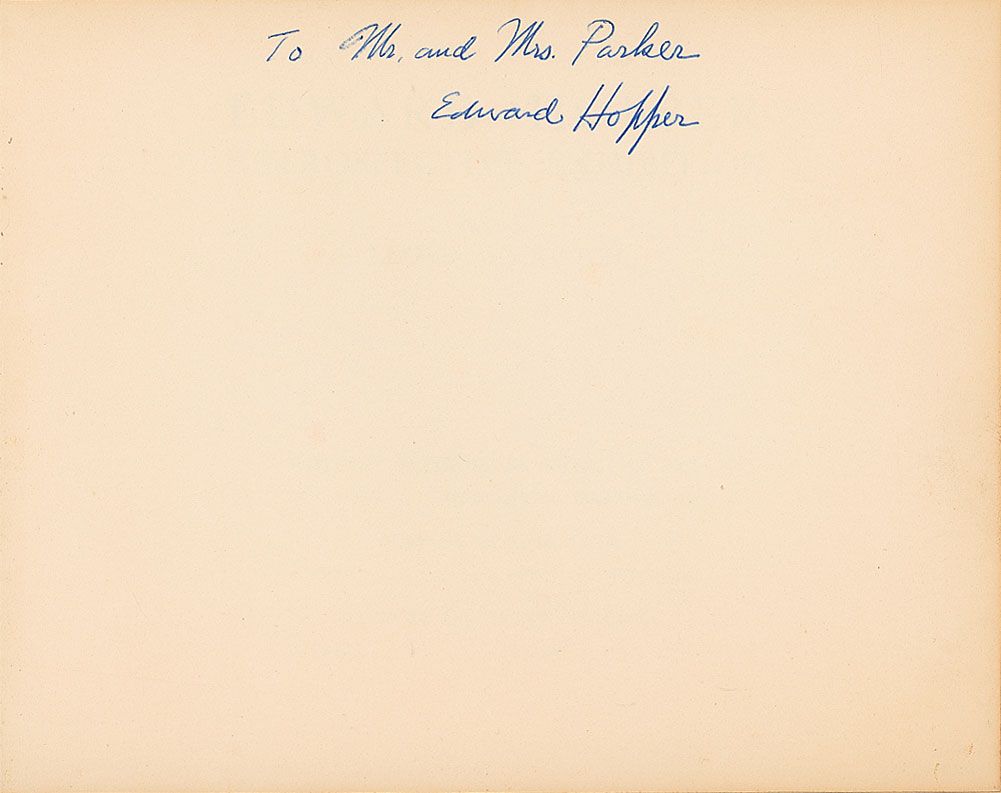 To Mr. and Mrs. Parker
Edward Hopper